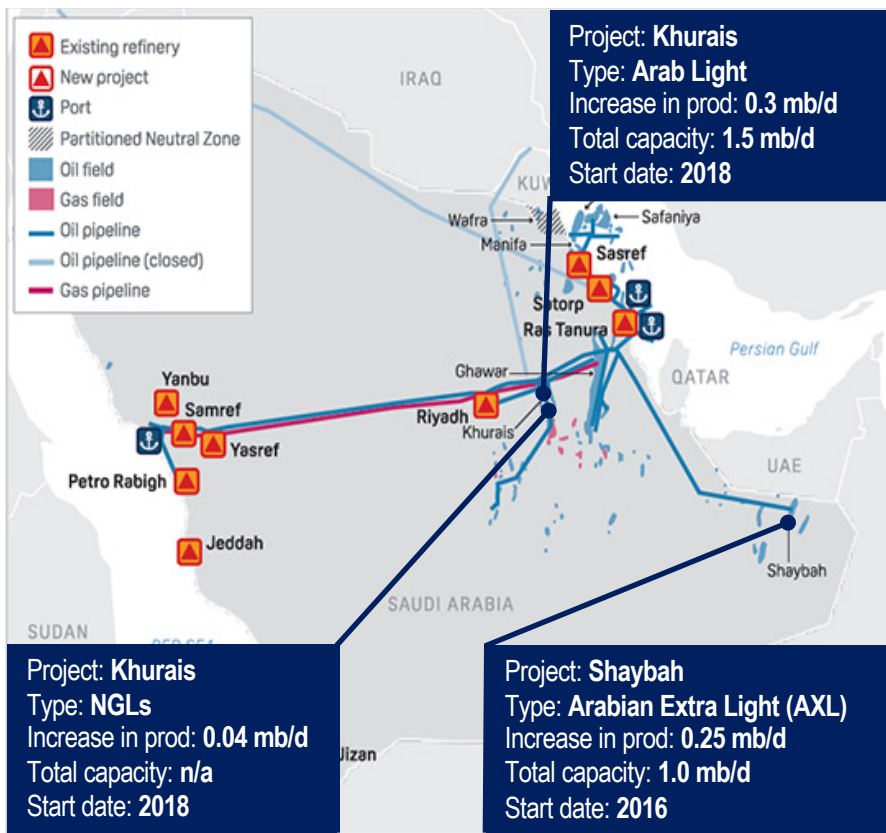 Existing refinery
New project
Port
Partitioned Neutral Zone
Oil field
Gas field
Oil pipeline
Oil pipeline (closed)
Gas pipeline
Project: Khurais
Type: Arab Light
Increase in prod: 0.3 mb/d
Total capacity: 1.5 mb/d
Start date: 2018
IRAQ
Wafra
Manifa
Safaniya
Sasref
Satorp
Ras Tanura
Persian Gulf
Ghawar
QATAR
Yanbu
Samref
Riyadh
Khurais
Yasref
Petro Rabigh
UAE
Jeddah
Shaybah
SAUDI ARABIA
SUDAN
Project: Khurais
Type: NGLs
Increase in prod: 0.04 mb/d
Total capacity: n/a
Start date: 2018
Jizan
Project: Shaybah
Type: Arabian Extra Light (AXL)
Increase in prod: 0.25 mb/d
Total capacity: 1.0 mb/d
Start date: 2016